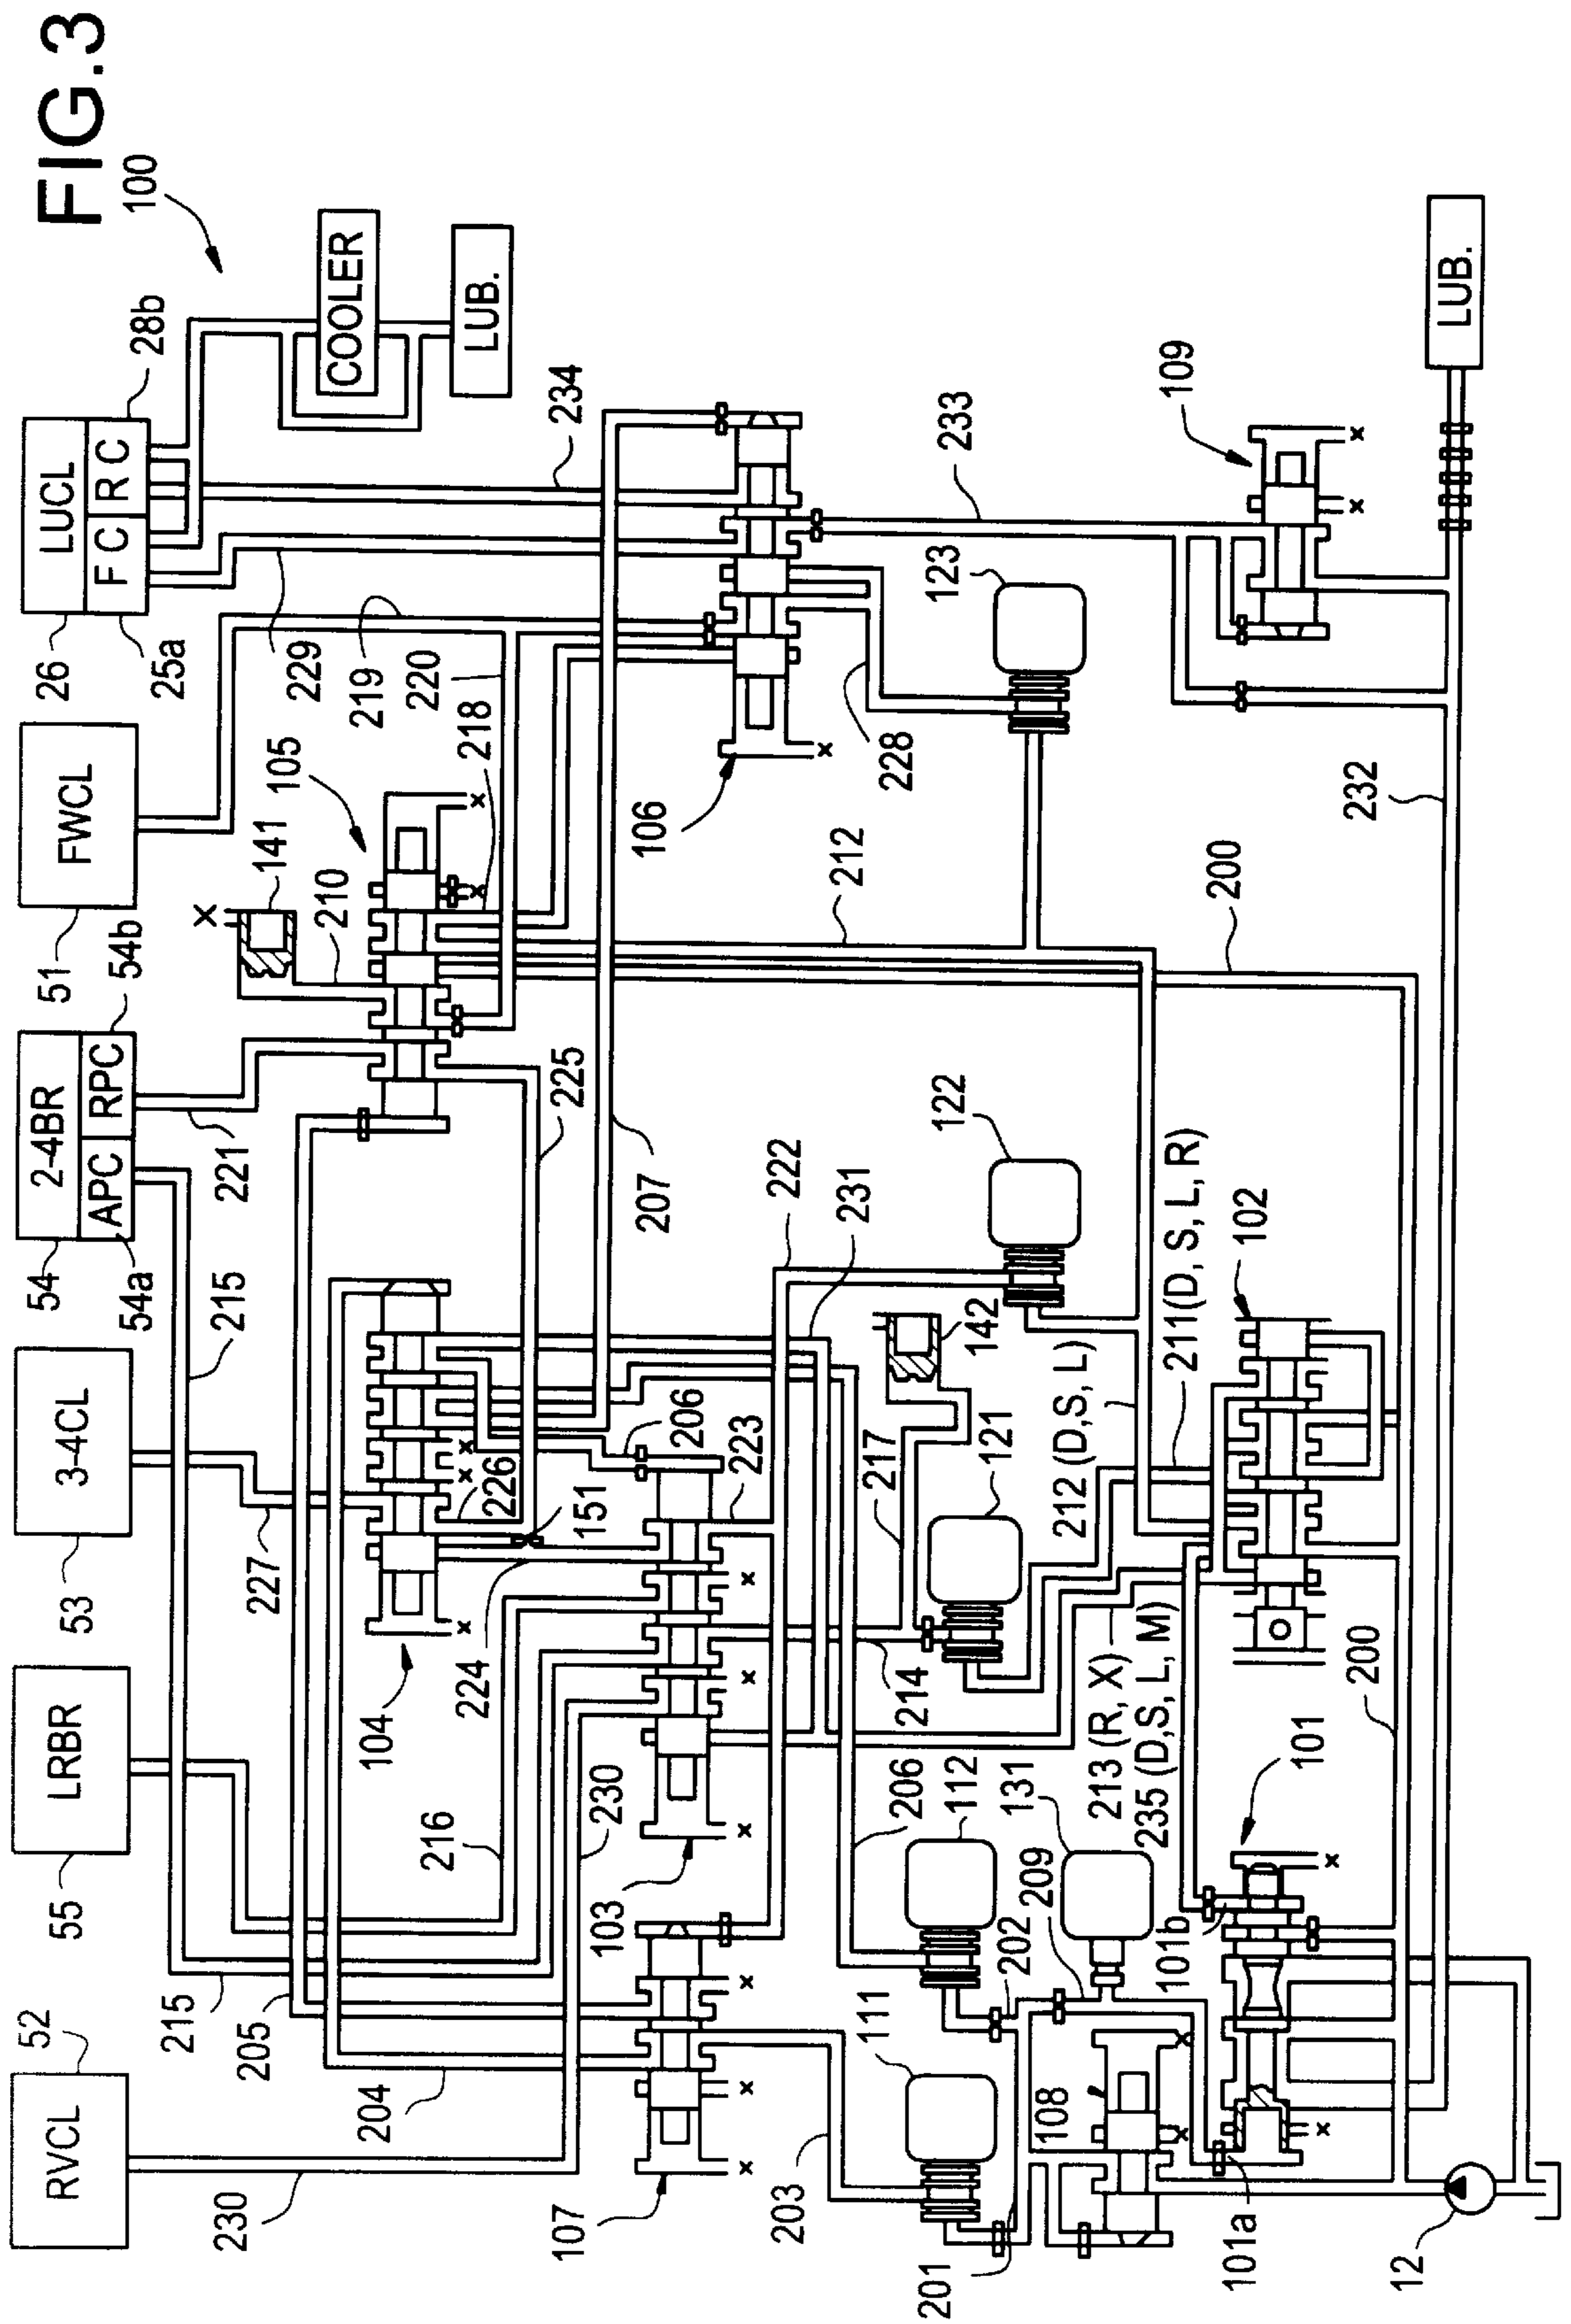 FIG.3
100
RVCL
52
LRBR
55
3-4CL
53
2-4BR
APC
RPC
54
54a
54b
FWCL
51
LUCL
F C
R C
26
25a
28b
COOLER
LUB.
230
215
205
204
227
215
221
141
X
210
105
218
220
219
229
234
107
x
x
x
216
230
103
x
x
x
224
104
x
226
x
x
151
223
206
225
207
x
x
106
x
203
111
206
112
214
217
142
121
222
231
122
212
228
123
233
109
x
x
201
202
209
131
108
x
x
213 (R, X)
235 (D,S, L, M)
212 (D,S, L)
211(D, S, L, R)
101a
101b
101
x
x
102
200
200
232
12
LUB.